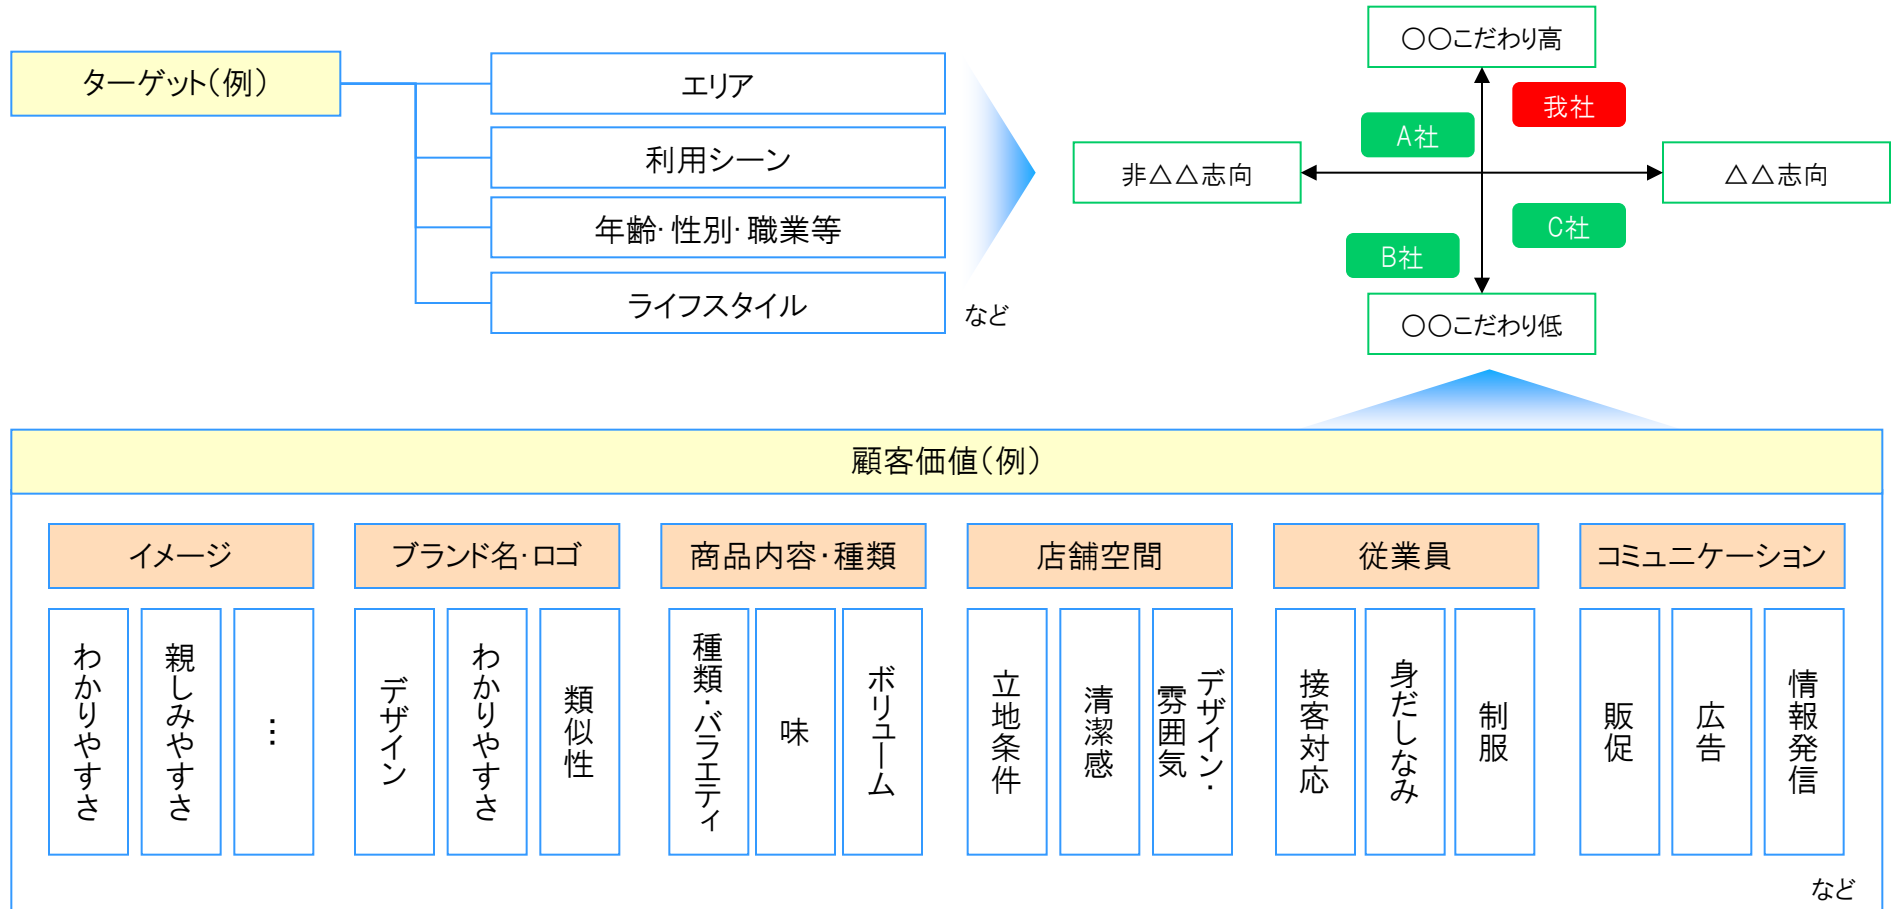 ターゲット(例)
エリア
利用シーン
年齢・性別・職業等
ライフスタイル
など
〇〇こだわり高
我社
A社
非△△志向
△△志向
C社
B社
〇〇こだわり低
顧客価値(例)
イメージ
わかりやすさ
親しみやすさ
…
ブランド名・ロゴ
デザイン
わかりやすさ
類似性
商品内容・種類
種類・バラエティ
味
ボリューム
店舗空間
立地条件
清潔感
デザイン・
雰囲気
従業員
接客対応
身だしなみ
制服
コミュニケーション
販促
広告
情報発信
など